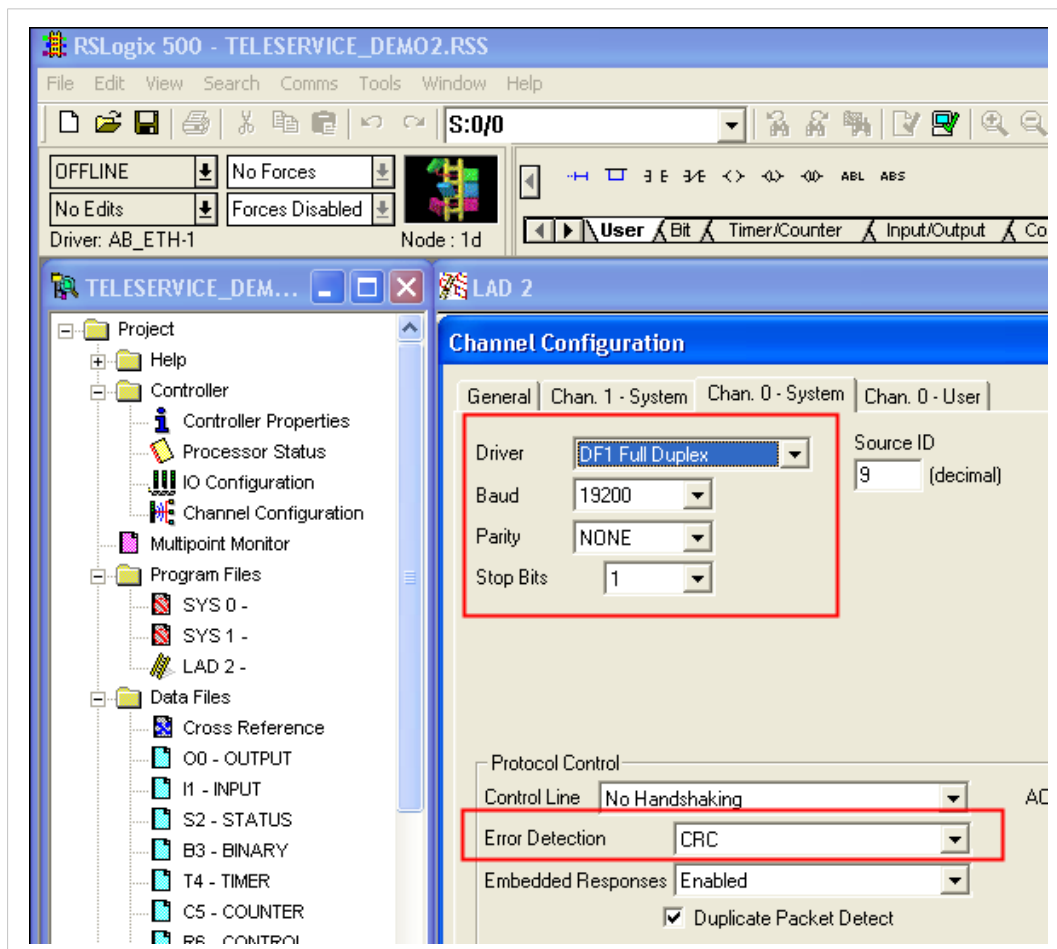 RSLogix 500 - TELESERVICE_DEMO2.RSS
File Edit View Search Comms Tools Window Help
S:0/0
OFFLINE No Forces
No Edits Forces Disabled
Driver: AB_ETH-1 Node : 1d
ABL ABS
User Bit Timer/Counter Input/Output Co
TELESERVICE_DEM...
Project
Help
Controller
Controller Properties
Processor Status
IO Configuration
Channel Configuration
Multipoint Monitor
Program Files
SYS 0 -
SYS 1 -
LAD 2 -
Data Files
Cross Reference
O0 - OUTPUT
I1 - INPUT
S2 - STATUS
B3 - BINARY
T4 - TIMER
C5 - COUNTER
R6 - CONTROL
LAD 2
Channel Configuration
General Chan. 1 - System Chan. 0 - System Chan. 0 - User
Driver DF1 Full Duplex
Source ID
9 (decimal)
Baud 19200
Parity NONE
Stop Bits 1
Protocol Control
Control Line No Handshaking AC
Error Detection CRC
Embedded Responses Enabled
Duplicate Packet Detect